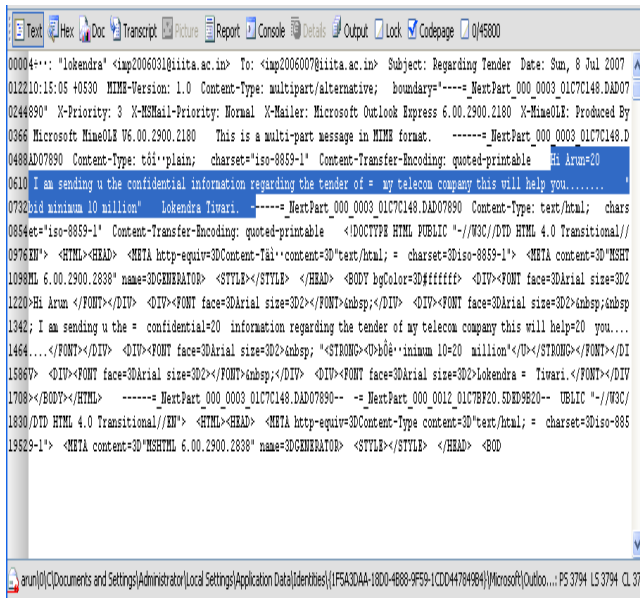 Text Hex Doc Transcript Picture Report Console Details Output Lock Codepage 0/45800
00004÷··: "lokendra" <imp2006031@iiita.ac.in> To: <imp2006007@iiita.ac.in> Subject: Regarding Tender Date: Sun, 8 Jul 2007
012210:15:05 +0530 MIME-Version: 1.0 Content-Type: multipart/alternative; boundary="----=_NextPart_000_0003_01C7C148.DAD07
0244890" X-Priority: 3 X-MSMail-Priority: Normal X-Mailer: Microsoft Outlook Express 6.00.2900.2180 X-MimeOLE: Produced By
0366 Microsoft MimeOLE V6.00.2900.2180 This is a multi-part message in MIME format. ------=_NextPart_000_0003_01C7C148.D
0488AD07890 Content-Type: tôì··plain; charset="iso-8859-1" Content-Transfer-Encoding: quoted-printable Hi Arun=20
0610 I am sending u the confidential information regarding the tender of = my telecom company this will help you........ "
0732bid minimum 10 million" Lokendra Tiwari. ------=_NextPart_000_0003_01C7C148.DAD07890 Content-Type: text/html; chars
0854et="iso-8859-1" Content-Transfer-Encoding: quoted-printable <!DOCTYPE HTML PUBLIC "-//W3C//DTD HTML 4.0 Transitional//
0976EN"> <HTML><HEAD> <META http-equiv=3DContent-Täì··content=3D"text/html; = charset=3Diso-8859-1"> <META content=3D"MSHT
1098ML 6.00.2900.2838" name=3DGENERATOR> <STYLE></STYLE> </HEAD> <BODY bgColor=3D#ffffff> <DIV><FONT face=3DArial size=3D2
1220>Hi Arun </FONT></DIV> <DIV><FONT face=3DArial size=3D2></FONT>&nbsp;</DIV> <DIV><FONT face=3DArial size=3D2>&nbsp;&nbsp
1342; I am sending u the = confidential=20 information regarding the tender of my telecom company this will help=20 you....
1464....</FONT></DIV> <DIV><FONT face=3DArial size=3D2>&nbsp; "<STRONG><U>bÔê··inimum 10=20 million"</U></STRONG></FONT></DI
1586V> <DIV><FONT face=3DArial size=3D2></FONT>&nbsp;</DIV> <DIV><FONT face=3DArial size=3D2>Lokendra = Tiwari.</FONT></DIV
1708></BODY></HTML> ------=_NextPart_000_0003_01C7C148.DAD07890-- -=_NextPart_000_0012_01C7BF20.5DED9B20-- UBLIC "-//W3C/
1830/DTD HTML 4.0 Transitional//EN"> <HTML><HEAD> <META http-equiv=3DContent-Type content=3D"text/html; = charset=3Diso-885
19529-1"> <META content=3D"MSHTML 6.00.2900.2838" name=3DGENERATOR> <STYLE></STYLE> </HEAD> <BOD
arun\0\C\Documents and Settings\Administrator\Local Settings\Application Data\Identities\{1F5A3DAA-18D0-4B88-9F59-1CDD447849B4}\Microsoft\Outloo...: PS 3794 LS 3794 CL 37